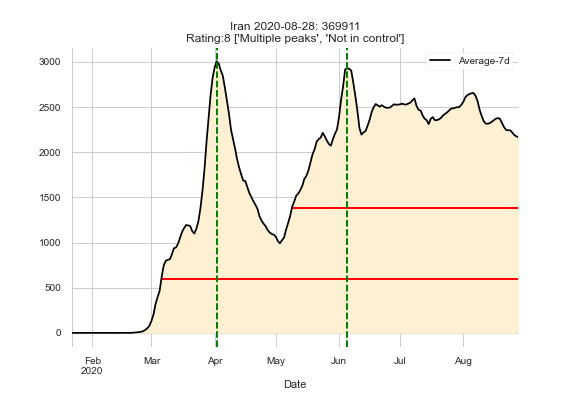 Iran 2020-08-28: 369911
Rating:8 ['Multiple peaks', 'Not in control']
Average-7d
3000
2500
2000
1500
1000
500
0
Feb Mar Apr May Jun Jul Aug
2020
Date